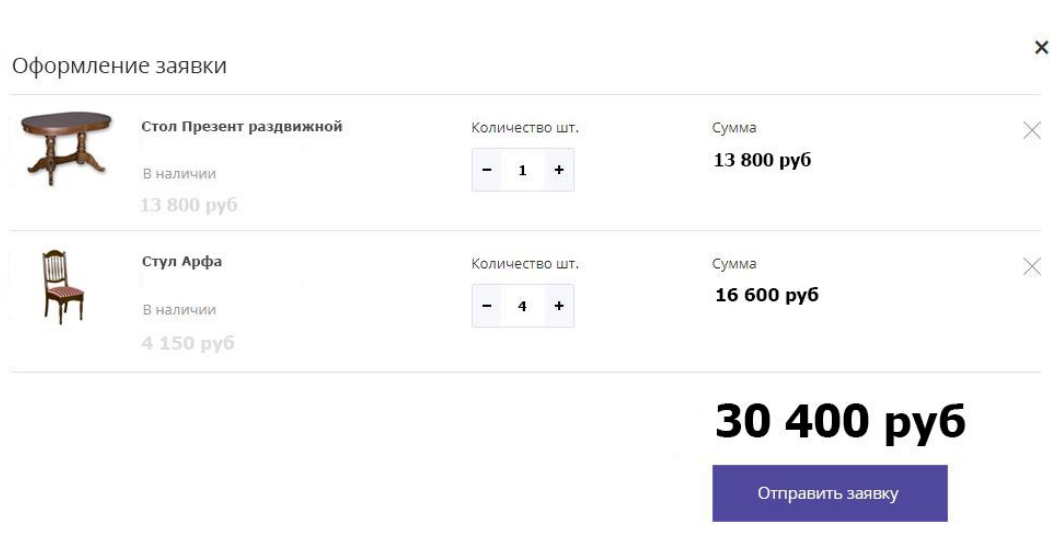 Оформление заявки
Стол Презент раздвижной
Количество шт.
Сумма
- 1 +
13 800 руб
В наличии
13 800 руб
Стул Арфа
Количество шт.
Сумма
- 4 +
16 600 руб
В наличии
4 150 руб
30 400 руб
Отправить заявку